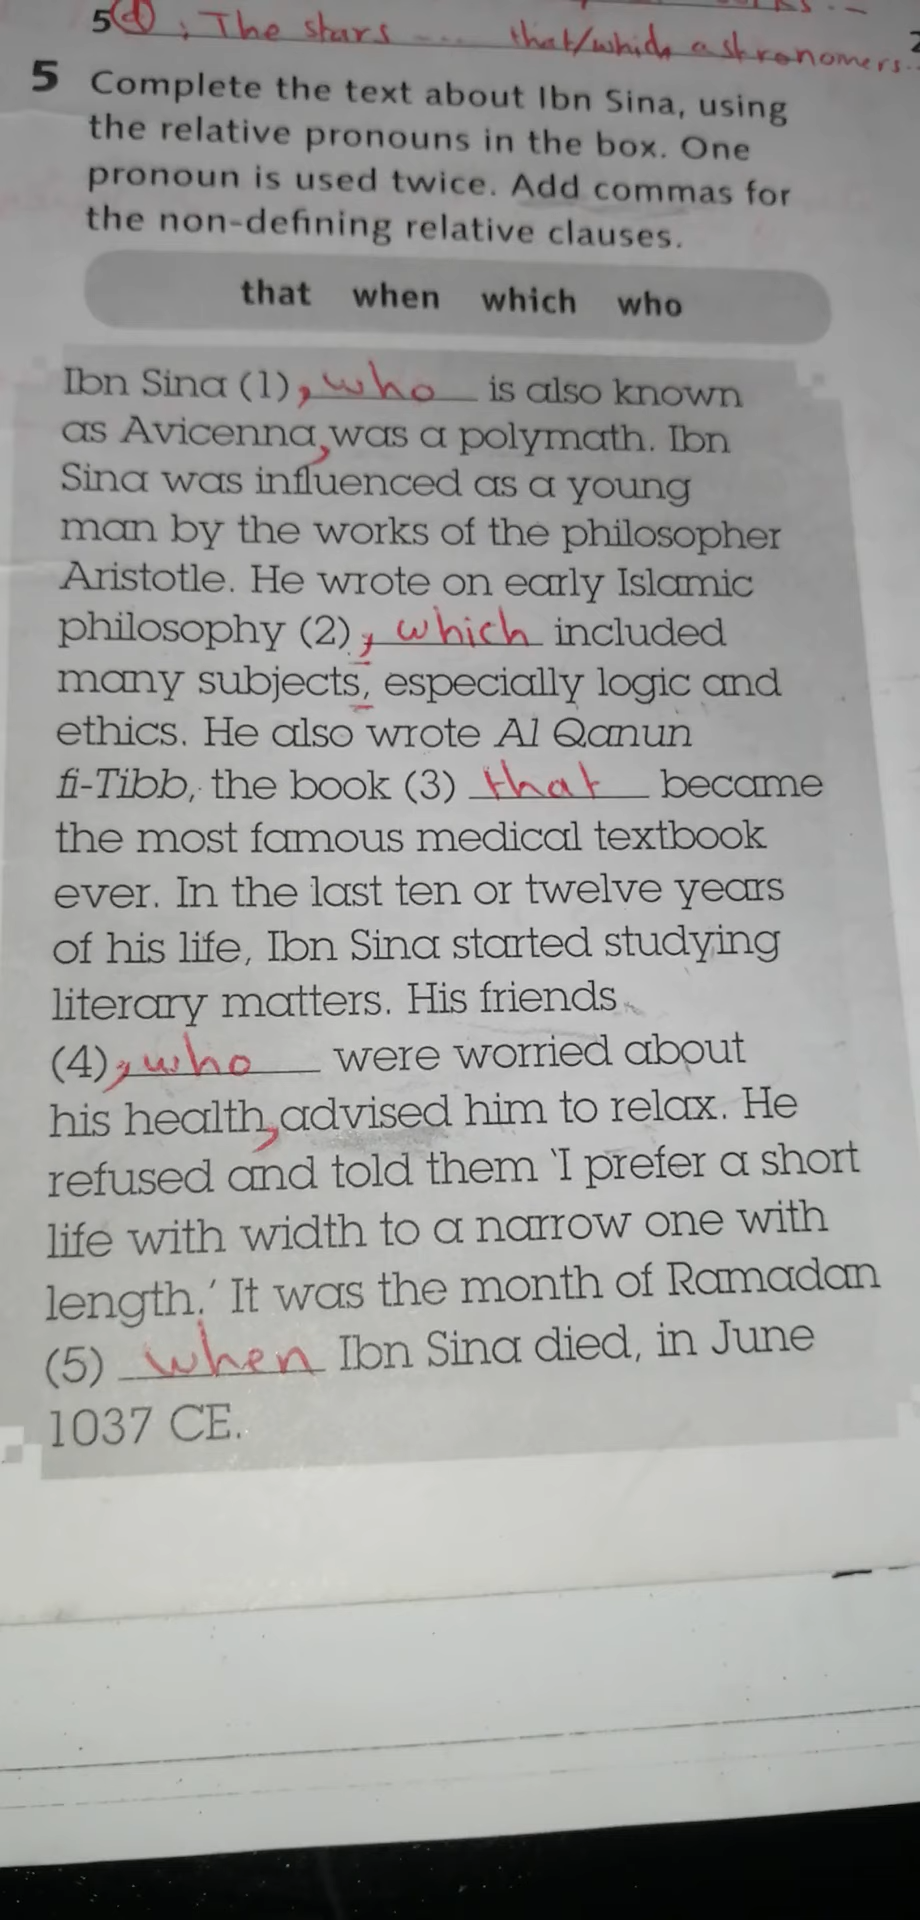 5 (d) : The stars .... that/which astronomers..
5 Complete the text about Ibn Sina, using
the relative pronouns in the box. One
pronoun is used twice. Add commas for
the non-defining relative clauses.
that when which who
Ibn Sina (1), who is also known
as Avicenna, was a polymath. Ibn
Sina was influenced as a young
man by the works of the philosopher
Aristotle. He wrote on early Islamic
philosophy (2), which included
many subjects, especially logic and
ethics. He also wrote Al Qanun
fi-Tibb, the book (3) that became
the most famous medical textbook
ever. In the last ten or twelve years
of his life, Ibn Sina started studying
literary matters. His friends
(4), who were worried about
his health, advised him to relax. He
refused and told them 'I prefer a short
life with width to a narrow one with
length.' It was the month of Ramadan
(5) when Ibn Sina died, in June
1037 CE.